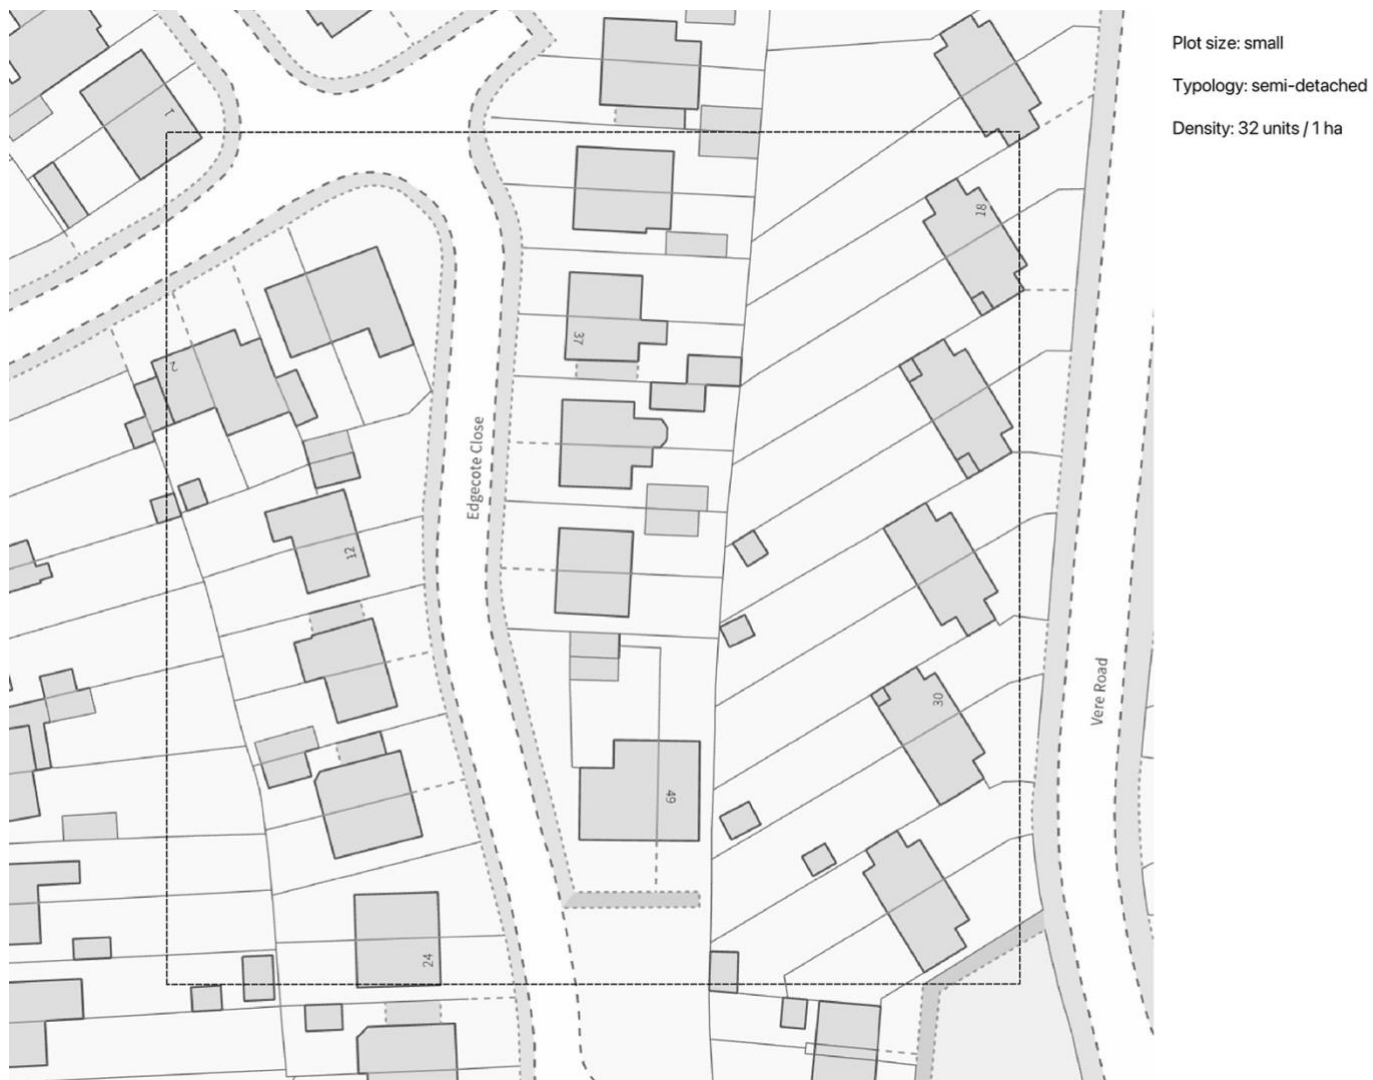 Plot size: small
Typology: semi-detached
Density: 32 units / 1 ha
1
18
37
2
Edgecote Close
12
Vere Road
30
49
24